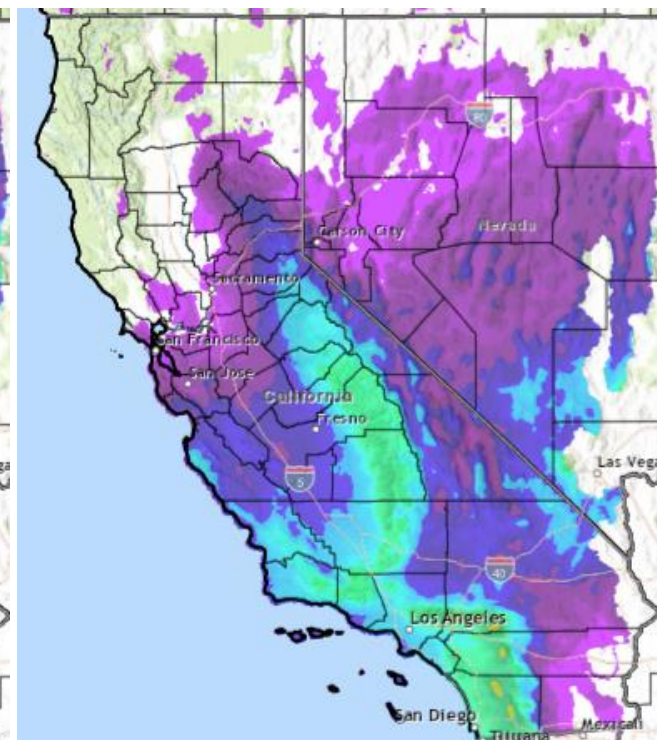 80
Nevada
Carson City
Sacramento
San Francisco
San Jose
California
Fresno
5
Las Vega
40
Los Angeles
San Diego
Tijuana
Mexicali